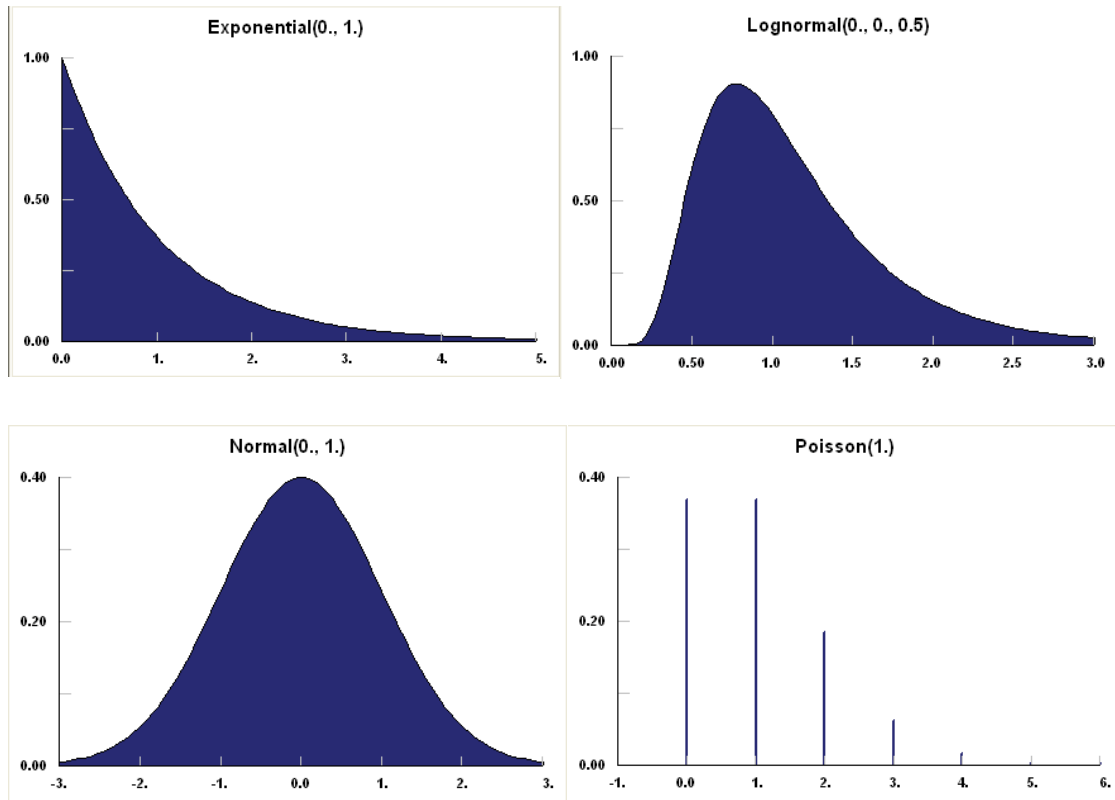 Exponential(0., 1.)
1.00
0.50
0.00
0.0 1. 2. 3. 4. 5.
Lognormal(0., 0., 0.5)
1.00
0.50
0.00
0.00 0.50 1.0 1.5 2.0 2.5 3.0
Normal(0., 1.)
0.40
0.20
0.00
-3. -2. -1. 0.0 1. 2. 3.
Poisson(1.)
0.40
0.20
0.00
-1. 0.0 1. 2. 3. 4. 5. 6.